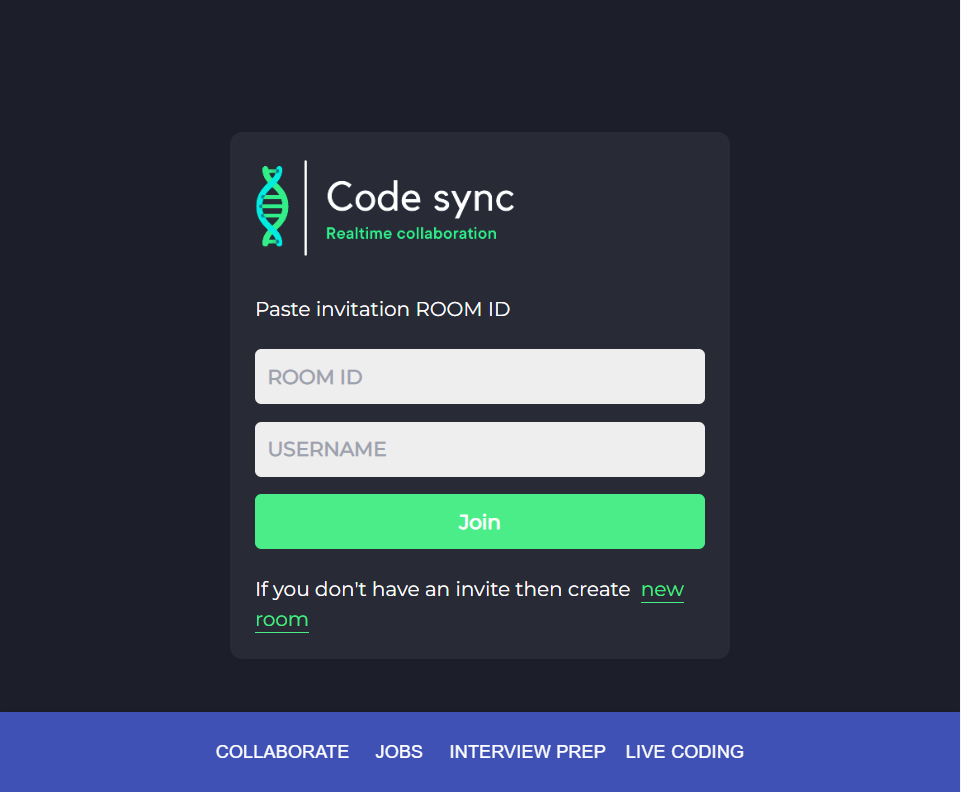 Code sync
Realtime collaboration
Paste invitation ROOM ID
ROOM ID
USERNAME
Join
If you don't have an invite then create new
room
COLLABORATE JOBS INTERVIEW PREP LIVE CODING